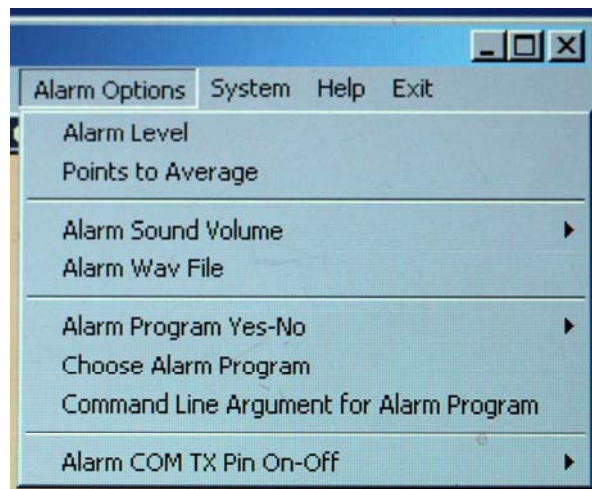 Alarm Options System Help Exit
Alarm Level
Points to Average
Alarm Sound Volume
Alarm Wav File
Alarm Program Yes-No
Choose Alarm Program
Command Line Argument for Alarm Program
Alarm COM TX Pin On-Off